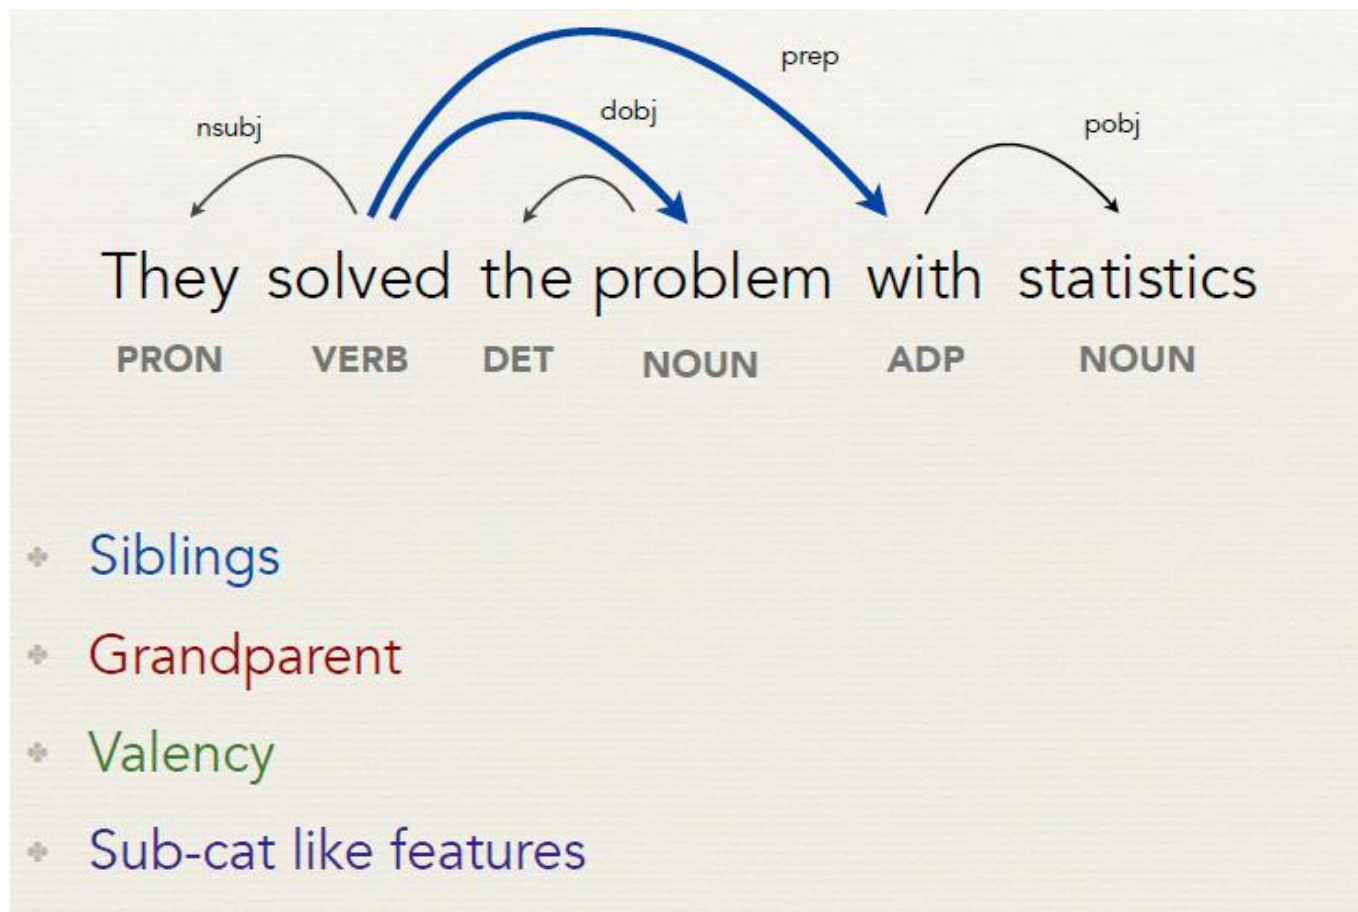 prep
dobj
nsubj
pobj
They solved the problem with statistics
PRON VERB DET NOUN ADP NOUN
Siblings
Grandparent
Valency
Sub-cat like features